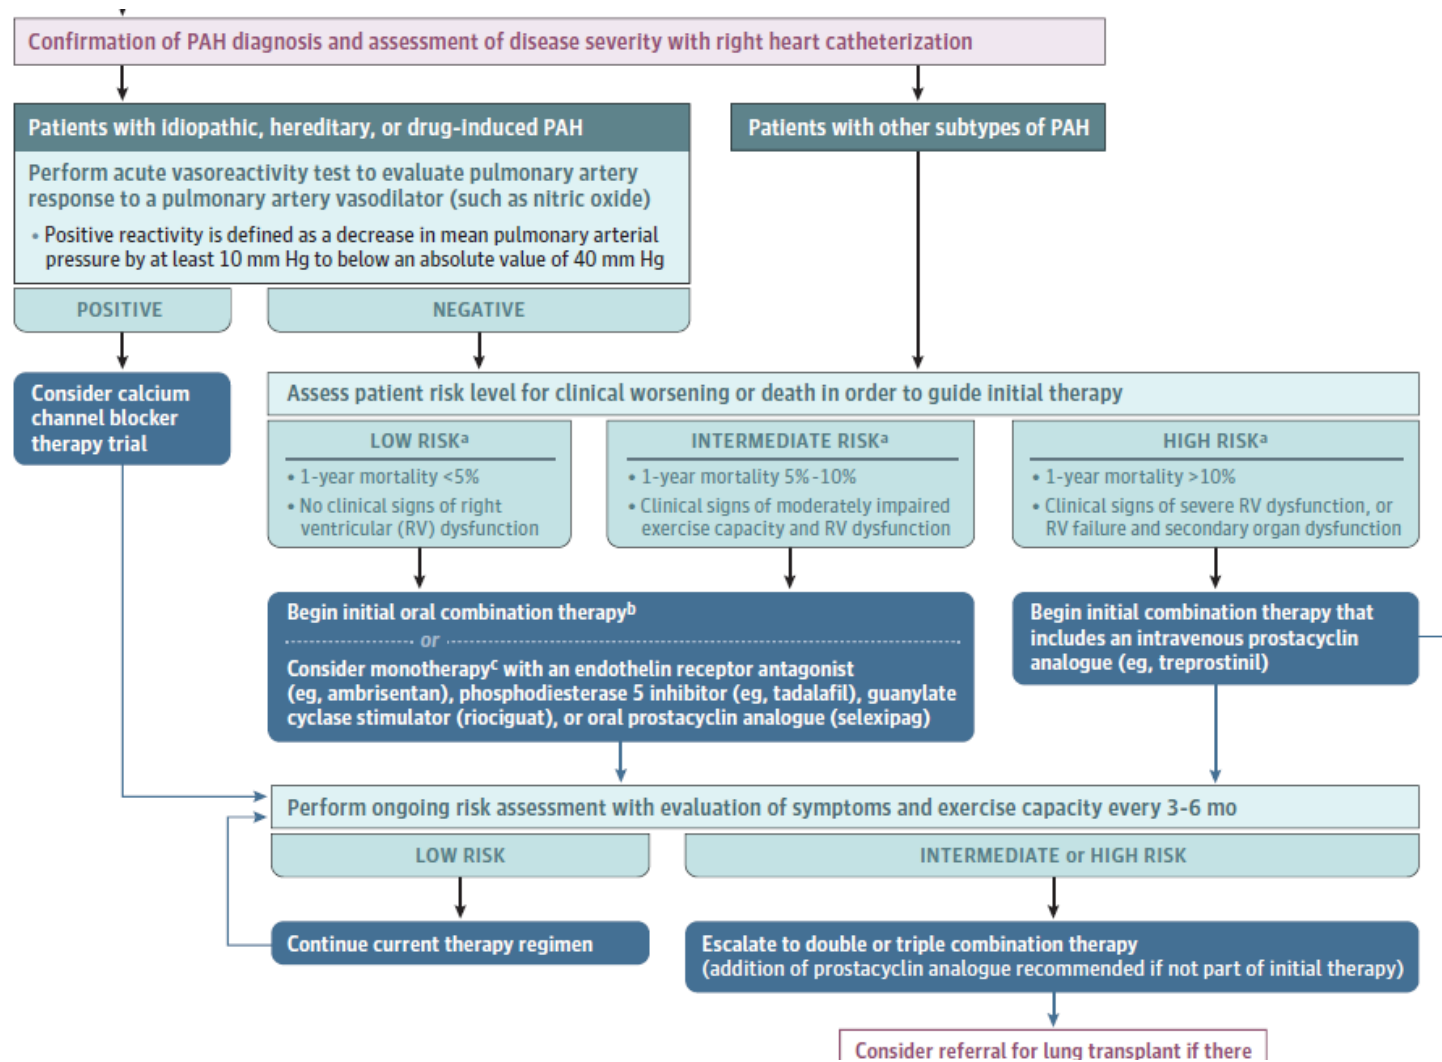 Confirmation of PAH diagnosis and assessment of disease severity with right heart catheterization
Patients with idiopathic, hereditary, or drug-induced PAH
Perform acute vasoreactivity test to evaluate pulmonary artery
response to a pulmonary artery vasodilator (such as nitric oxide)
• Positive reactivity is defined as a decrease in mean pulmonary arterial
pressure by at least 10 mm Hg to below an absolute value of 40 mm Hg
Patients with other subtypes of PAH
POSITIVE
NEGATIVE
Consider calcium
channel blocker
therapy trial
Assess patient risk level for clinical worsening or death in order to guide initial therapy
LOW RISKᵃ
• 1-year mortality <5%
• No clinical signs of right
ventricular (RV) dysfunction
INTERMEDIATE RISKᵃ
• 1-year mortality 5%-10%
• Clinical signs of moderately impaired
exercise capacity and RV dysfunction
HIGH RISKᵃ
• 1-year mortality >10%
• Clinical signs of severe RV dysfunction, or
RV failure and secondary organ dysfunction
Begin initial oral combination therapyᵇ
or
Consider monotherapyᶜ with an endothelin receptor antagonist
(eg, ambrisentan), phosphodiesterase 5 inhibitor (eg, tadalafil), guanylate
cyclase stimulator (riociguat), or oral prostacyclin analogue (selexipag)
Begin initial combination therapy that
includes an intravenous prostacyclin
analogue (eg, treprostinil)
Perform ongoing risk assessment with evaluation of symptoms and exercise capacity every 3-6 mo
LOW RISK
INTERMEDIATE or HIGH RISK
Continue current therapy regimen
Escalate to double or triple combination therapy
(addition of prostacyclin analogue recommended if not part of initial therapy)
Consider referral for lung transplant if there